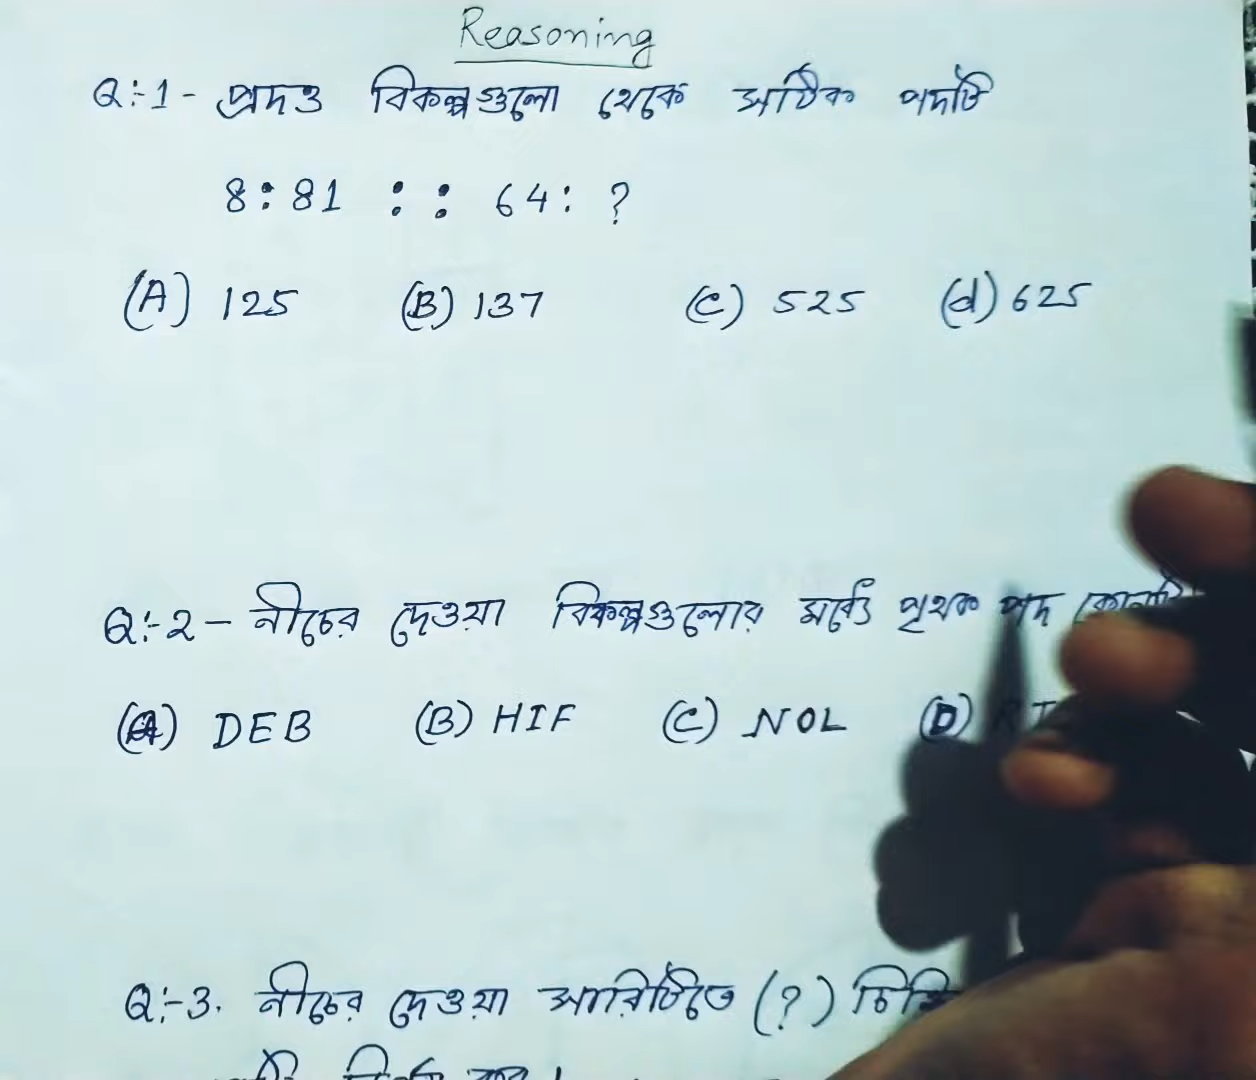 Reasoning
Q:-1- প্রদত্ত বিকল্পগুলো থেকে সঠিক পদটি
8:81 :: 64: ?
(A) 125 (B) 137 (C) 525 (d) 625
Q:-2- নীচের দেওয়া বিকল্পগুলোর মধ্যে পৃথক পদ কোনটি
(A) DEB (B) HIF (C) NOL (D)
Q:-3. নীচের দেওয়া সারিটিতে (?)